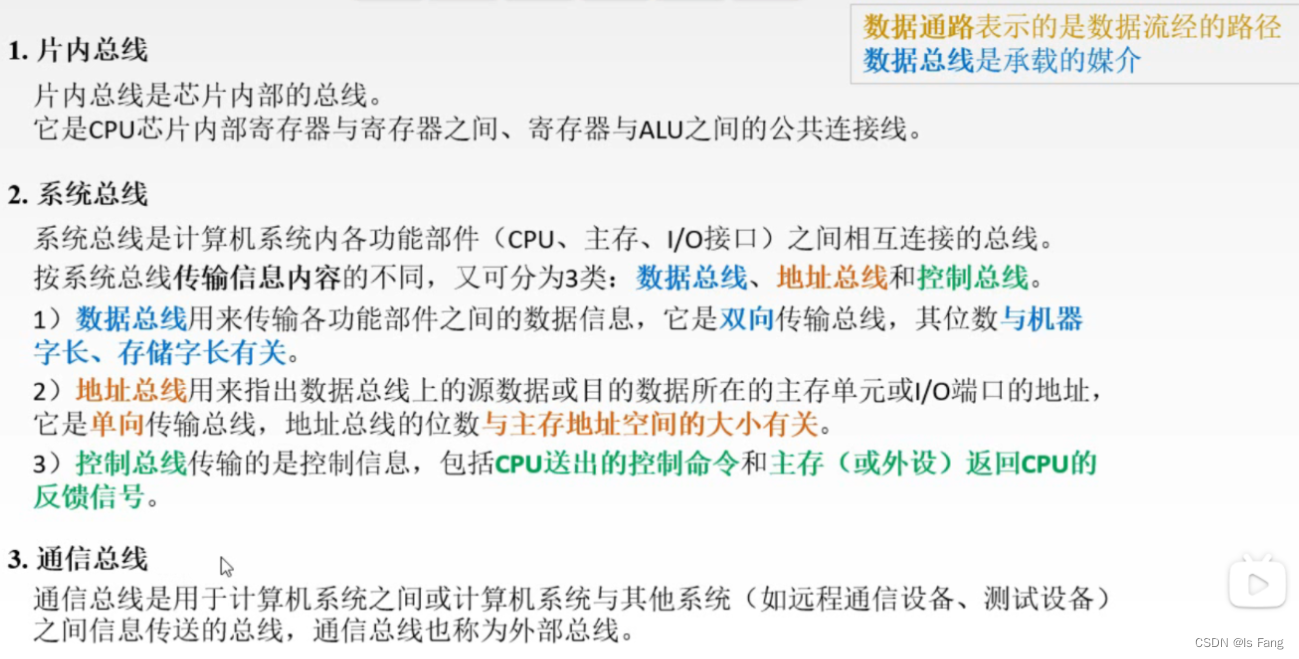 数据通路表示的是数据流经的路径
数据总线是承载的媒介
1. 片内总线
片内总线是芯片内部的总线。
它是CPU芯片内部寄存器与寄存器之间、寄存器与ALU之间的公共连接线。
2. 系统总线
系统总线是计算机系统内各功能部件（CPU、主存、I/O接口）之间相互连接的总线。
按系统总线传输信息内容的不同，又可分为3类：数据总线、地址总线和控制总线。
1）数据总线用来传输各功能部件之间的数据信息，它是双向传输总线，其位数与机器
字长、存储字长有关。
2）地址总线用来指出数据总线上的源数据或目的数据所在的主存单元或I/O端口的地址，
它是单向传输总线，地址总线的位数与主存地址空间的大小有关。
3）控制总线传输的是控制信息，包括CPU送出的控制命令和主存（或外设）返回CPU的
反馈信号。
3. 通信总线
通信总线是用于计算机系统之间或计算机系统与其他系统（如远程通信设备、测试设备）
之间信息传送的总线，通信总线也称为外部总线。
CSDN @ls Fang